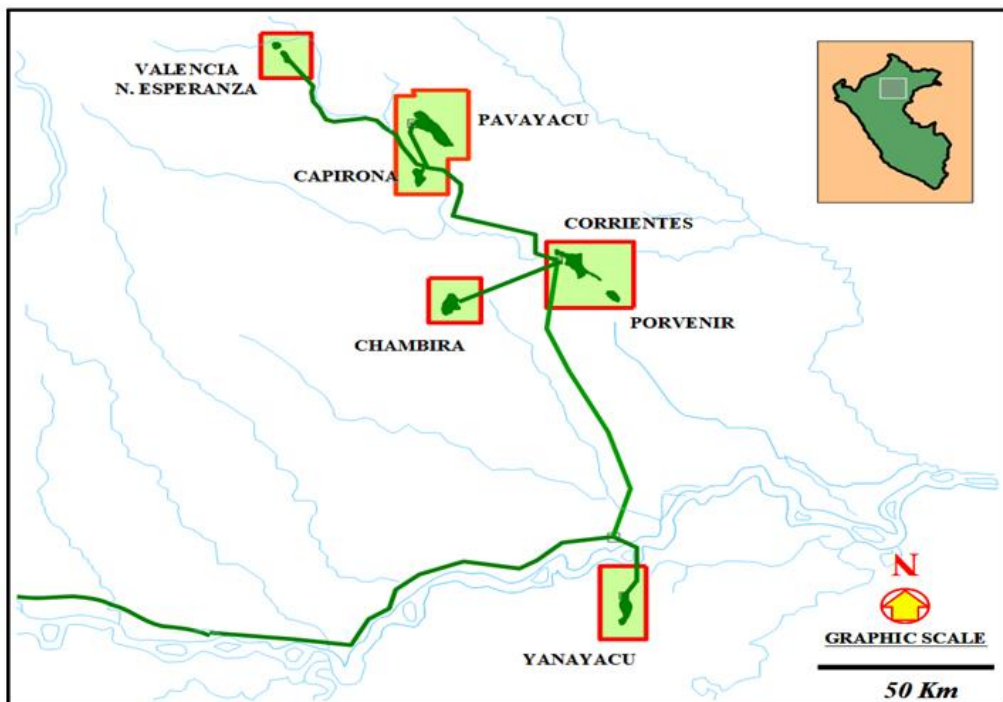 VALENCIA
N. ESPERANZA
PAVAYACU
CAPIRONA
CORRIENTES
PORVENIR
CHAMBIRA
YANAYACU
N
GRAPHIC SCALE
50 Km